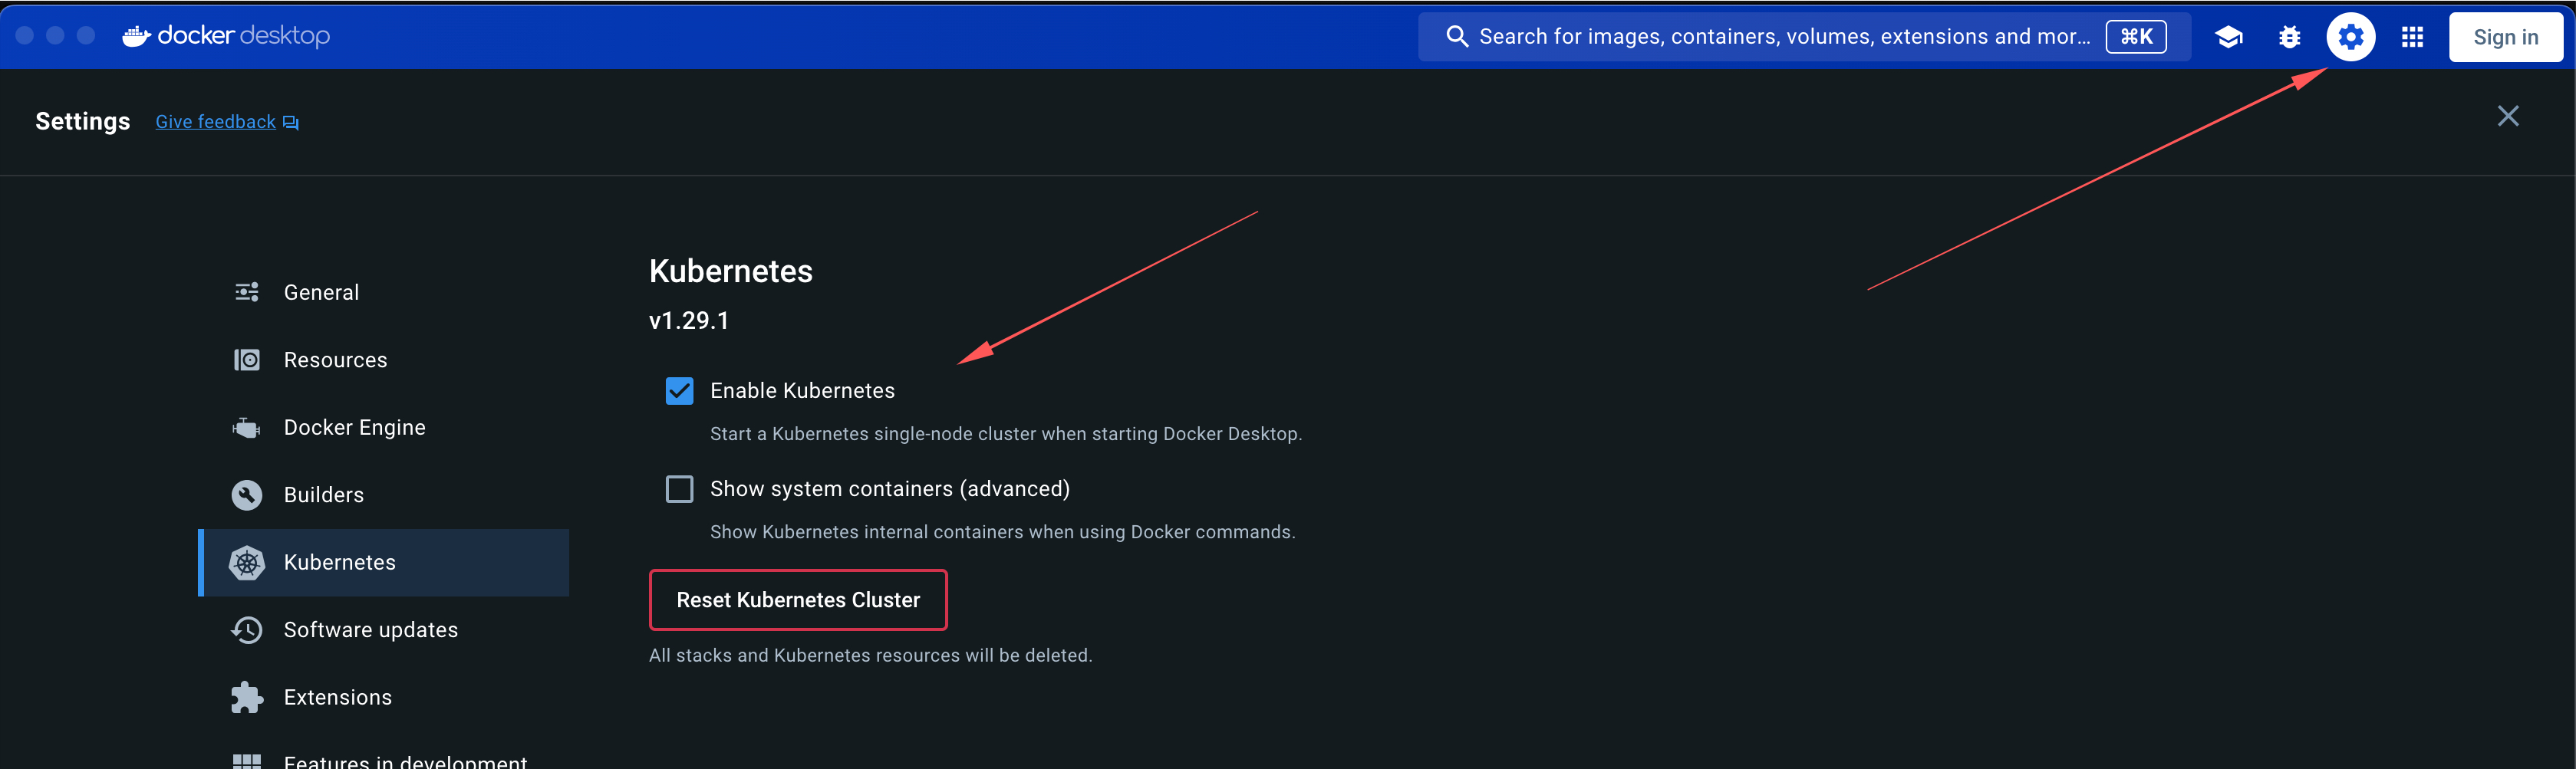 docker desktop
Search for images, containers, volumes, extensions and mor...
⌘K
Sign in
Settings
Give feedback
General
Resources
Docker Engine
Builders
Kubernetes
Software updates
Extensions
Features in development
Kubernetes
v1.29.1
Enable Kubernetes
Start a Kubernetes single-node cluster when starting Docker Desktop.
Show system containers (advanced)
Show Kubernetes internal containers when using Docker commands.
Reset Kubernetes Cluster
All stacks and Kubernetes resources will be deleted.